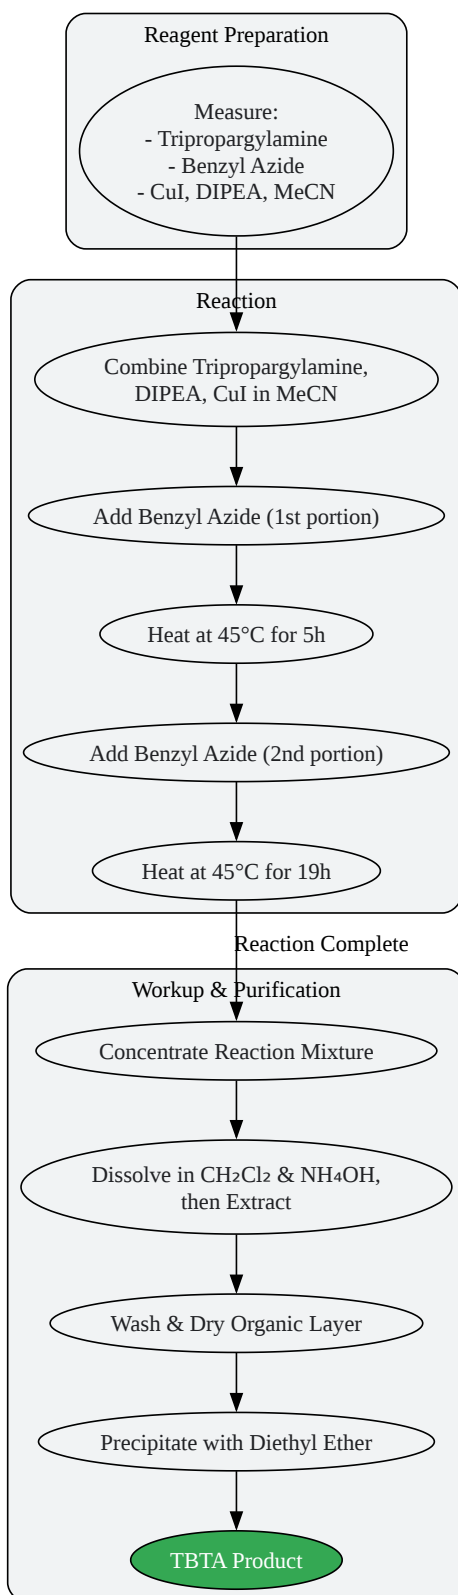 Reagent Preparation
Measure:
- Tripropargylamine
- Benzyl Azide
- CuI, DIPEA, MeCN
Reaction
Combine Tripropargylamine,
DIPEA, CuI in MeCN
Add Benzyl Azide (1st portion)
Heat at 45°C for 5h
Add Benzyl Azide (2nd portion)
Heat at 45°C for 19h
Reaction Complete
Workup & Purification
Concentrate Reaction Mixture
Dissolve in CH₂Cl₂ & NH₄OH,
then Extract
Wash & Dry Organic Layer
Precipitate with Diethyl Ether
TBTA Product